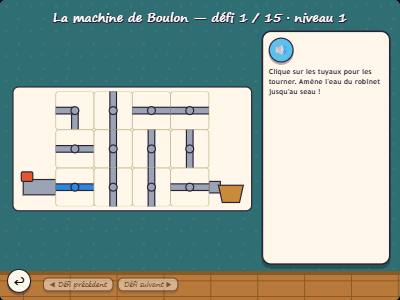 La machine de Boulon — défi 1 / 15 · niveau 1
Clique sur les tuyaux pour les
tourner. Amène l'eau du robinet
jusqu'au seau !
◀ Défi précédent
Défi suivant ▶